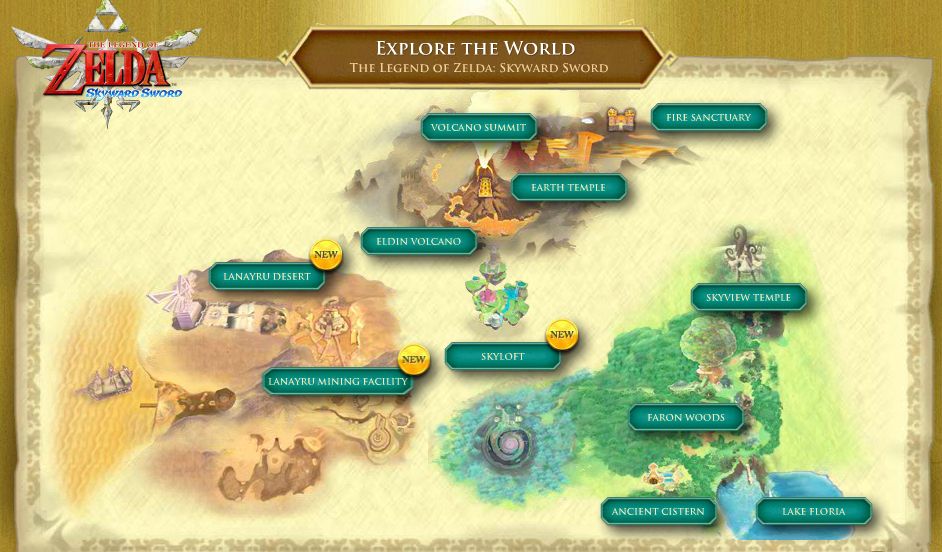 THE LEGEND OF
ZELDA
SKYWARD SWORD
EXPLORE THE WORLD
THE LEGEND OF ZELDA: SKYWARD SWORD
VOLCANO SUMMIT
FIRE SANCTUARY
EARTH TEMPLE
ELDIN VOLCANO
NEW
LANAYRU DESERT
SKYVIEW TEMPLE
NEW
SKYLOFT
NEW
LANAYRU MINING FACILITY
FARON WOODS
ANCIENT CISTERN
LAKE FLORIA